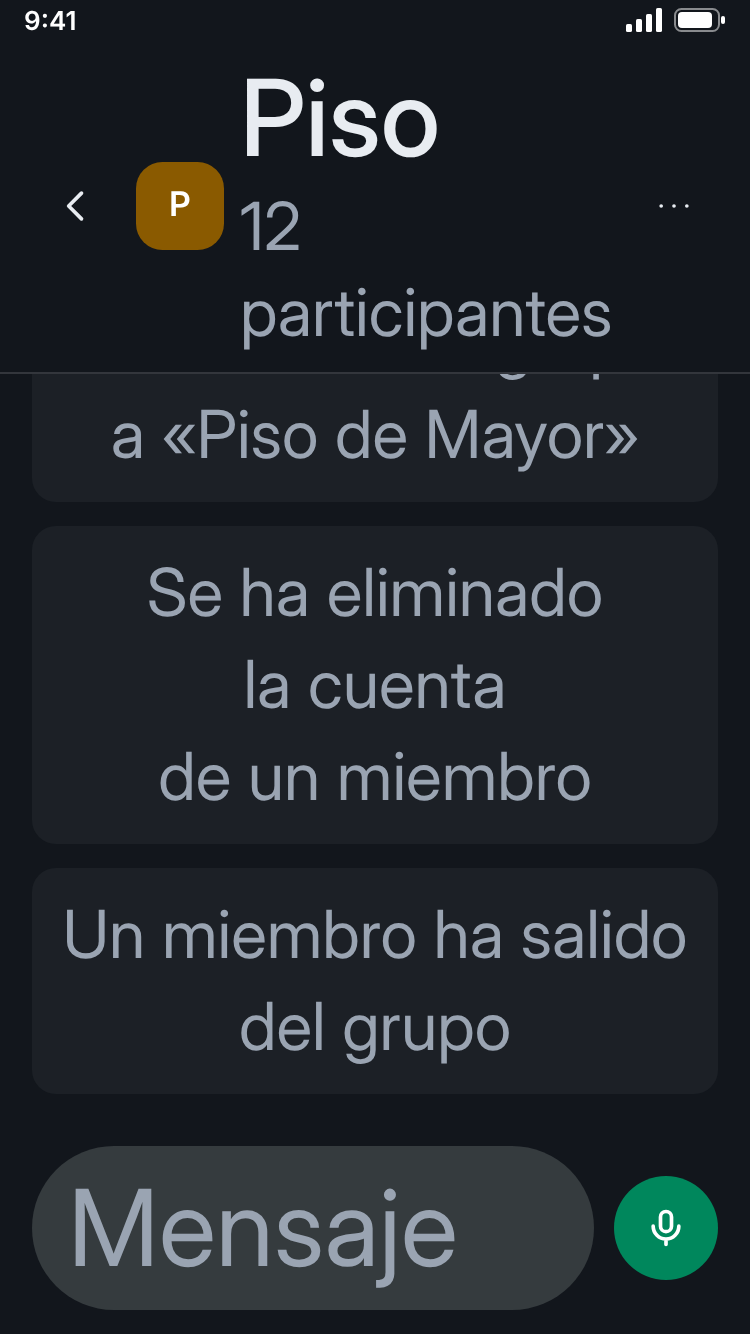 9:41
Piso
P
12
participantes
a «Piso de Mayor»
Se ha eliminado
la cuenta
de un miembro
Un miembro ha salido
del grupo
Mensaje